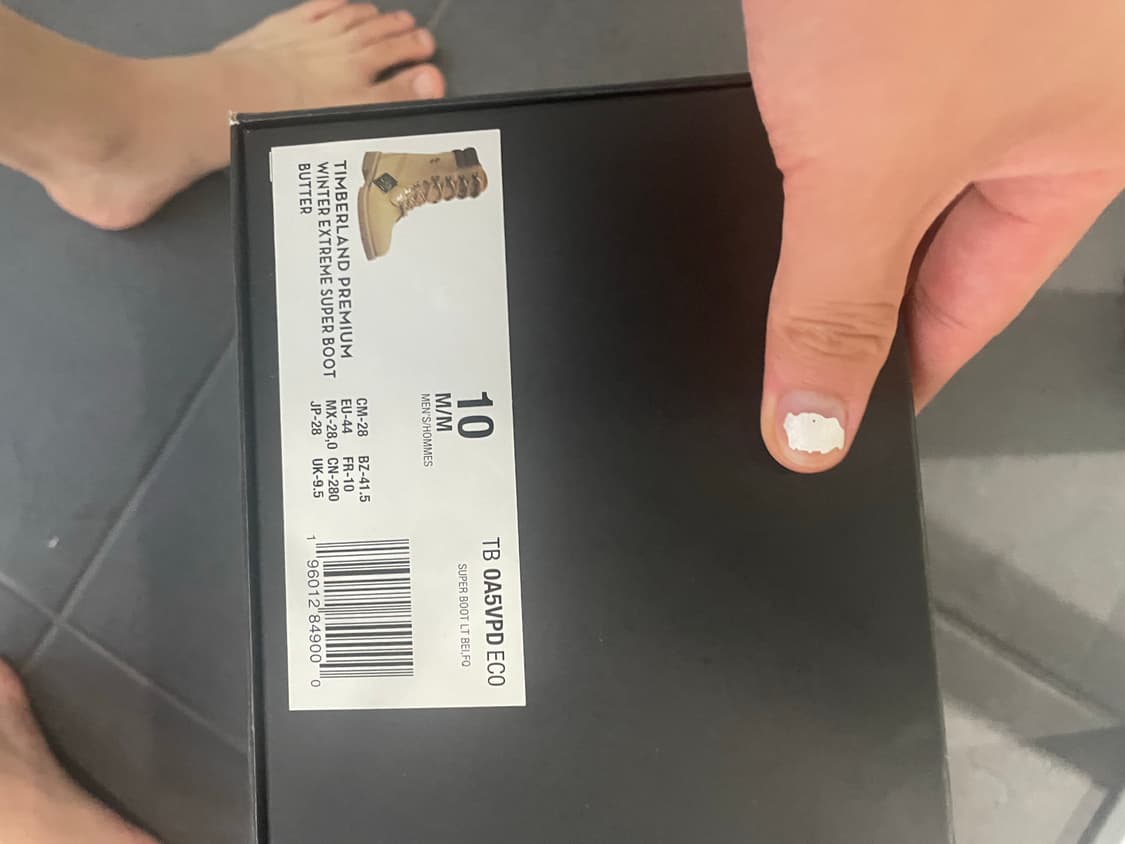 TIMBERLAND PREMIUM
WINTER EXTREME SUPER BOOT
BUTTER
10
M/M
MEN'S/HOMMES
CM-28 BZ-41.5
EU-44 FR-10
MX-28,0 CN-280
JP-28 UK-9.5
TB 0A5VPD ECO
SUPER BOOT LT BEI,FQ
1 96012 84900 0